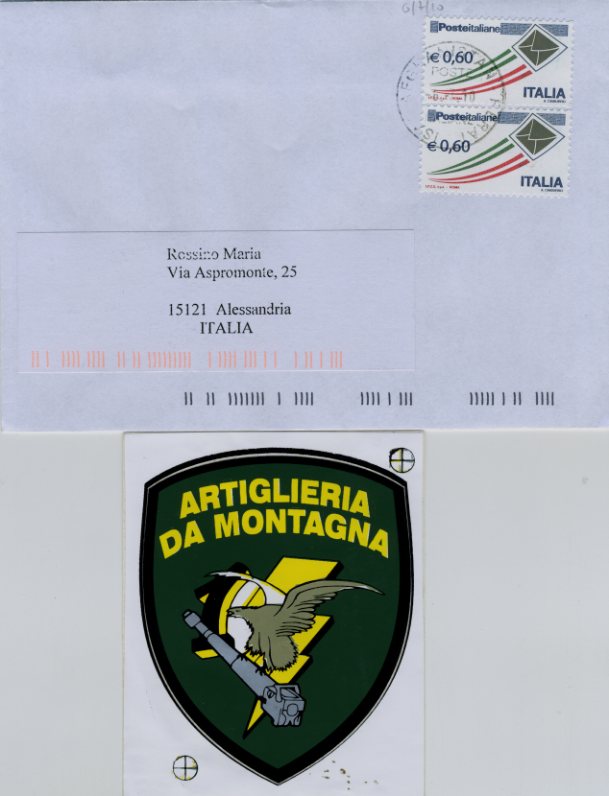 6/7/10
Posteitaliane
€ 0,60
ITALIA
Posteitaliane
€ 0,60
ITALIA
Rossino Maria
Via Aspromonte, 25
15121 Alessandria
ITALIA
ARTIGLIERIA
DA MONTAGNA